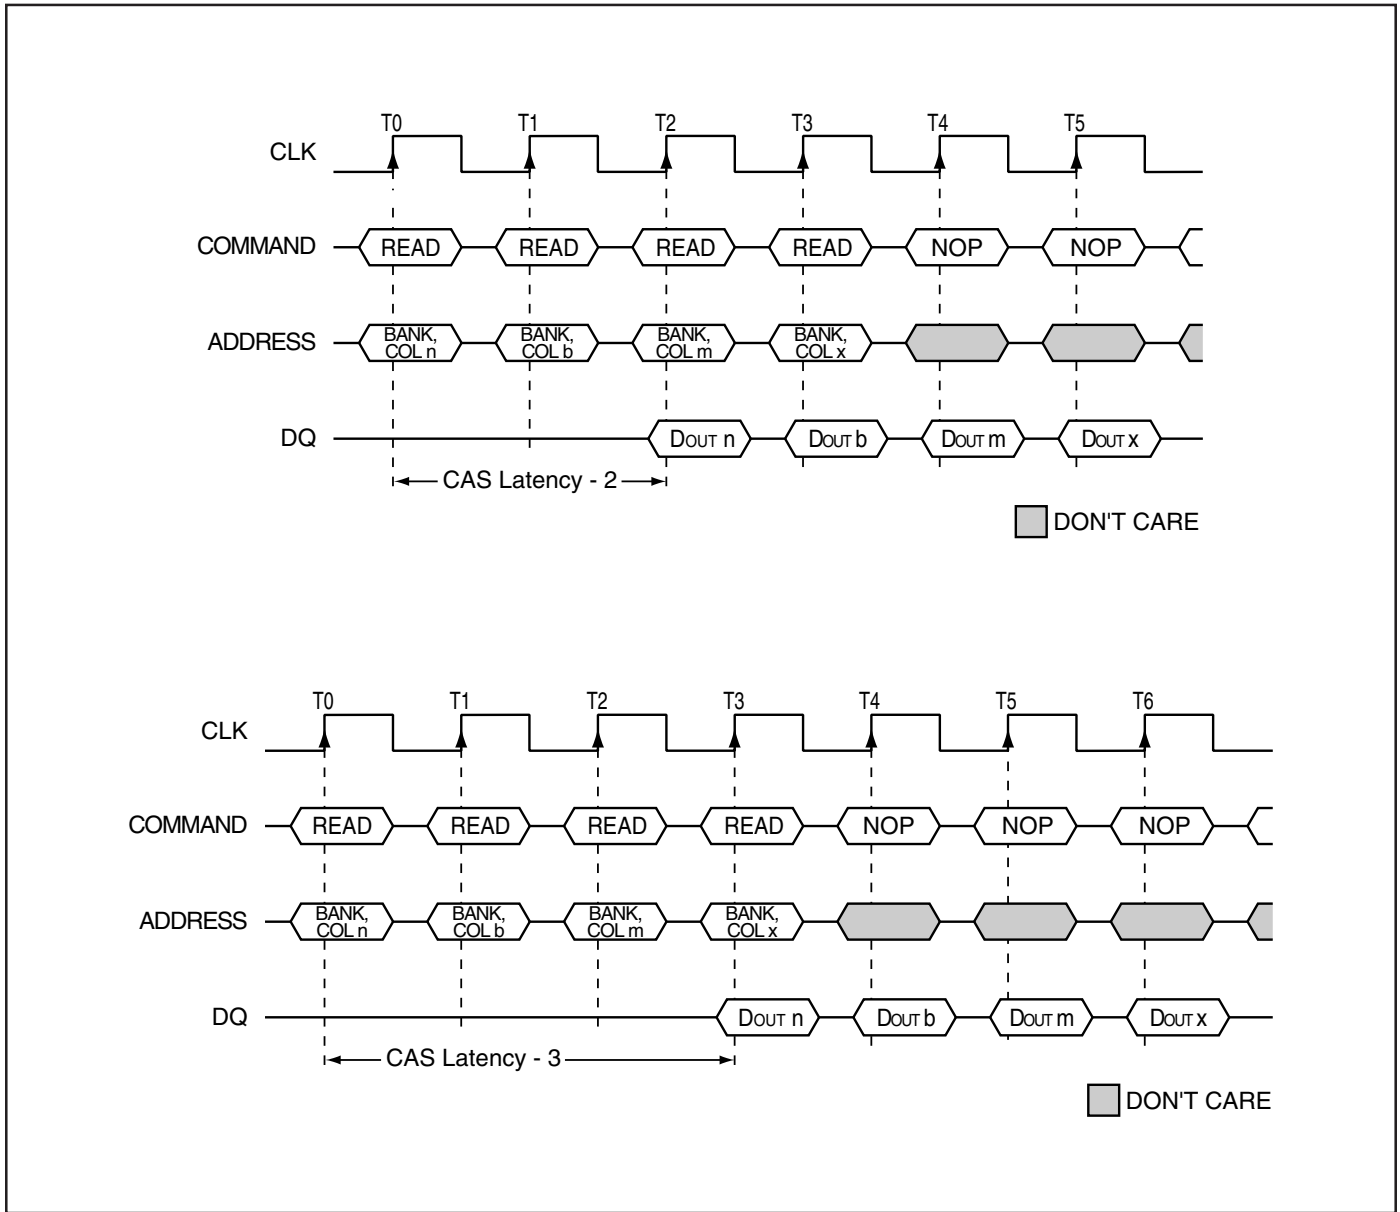 T0 T1 T2 T3 T4 T5
CLK
COMMAND READ READ READ READ NOP NOP
ADDRESS BANK, COL n BANK, COL b BANK, COL m BANK, COL x
DQ DOUT n DOUT b DOUT m DOUT x
CAS Latency - 2
DON'T CARE
T0 T1 T2 T3 T4 T5 T6
CLK
COMMAND READ READ READ READ NOP NOP NOP
ADDRESS BANK, COL n BANK, COL b BANK, COL m BANK, COL x
DQ DOUT n DOUT b DOUT m DOUT x
CAS Latency - 3
DON'T CARE